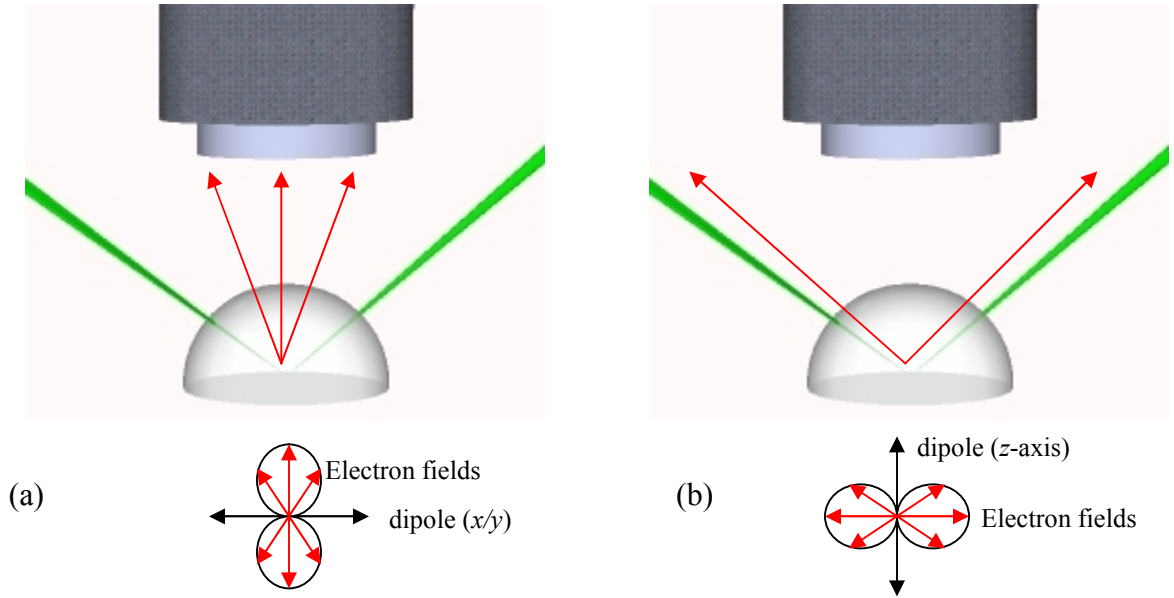 (a)
Electron fields
dipole (x/y)
(b)
dipole (z-axis)
Electron fields